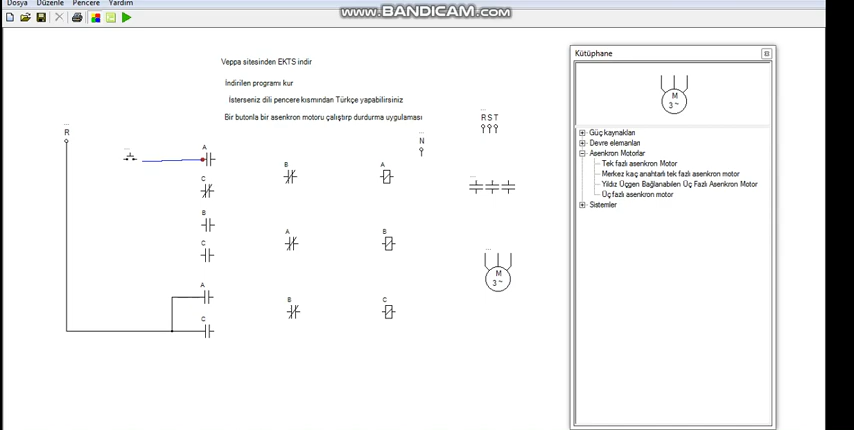 Dosya Düzenle Pencere Yardım
www.BANDICAM.com
Veppa sitesinden EKTS indir
İndirilen programı kur
İsterseniz dili pencere kısmından Türkçe yapabilirsiniz
Bir butonla bir asenkron motoru çalıştırp durdurma uygulaması
... R
...
A
C
B
C
A
C
B
A
B
A
B
C
... N
... R S T
...
...
M
3 ~
Kütüphane
M
3 ~
Güç kaynakları
Devre elemanları
Asenkron Motorlar
Tek fazlı asenkron Motor
Merkez kaç anahtarlı tek fazlı asenkron motor
Yıldız Üçgen Bağlanabilen Üç Fazlı Asenkron Motor
Üç fazlı asenkron motor
Sistemler